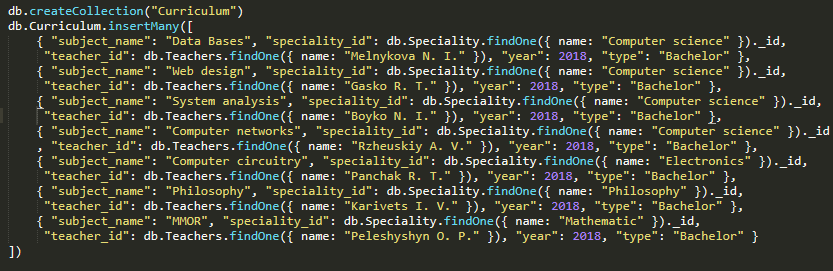 db.createCollection("Curriculum")
db.Curriculum.insertMany([
{ "subject_name": "Data Bases", "speciality_id": db.Speciality.findOne({ name: "Computer science" })._id,
"teacher_id": db.Teachers.findOne({ name: "Melnykova N. I." }), "year": 2018, "type": "Bachelor" },
{ "subject_name": "Web design", "speciality_id": db.Speciality.findOne({ name: "Computer science" })._id,
"teacher_id": db.Teachers.findOne({ name: "Gasko R. T." }), "year": 2018, "type": "Bachelor" },
{ "subject_name": "System analysis", "speciality_id": db.Speciality.findOne({ name: "Computer science" })._id,
"teacher_id": db.Teachers.findOne({ name: "Boyko N. I." }), "year": 2018, "type": "Bachelor" },
{ "subject_name": "Computer networks", "speciality_id": db.Speciality.findOne({ name: "Computer science" })._id
, "teacher_id": db.Teachers.findOne({ name: "Rzheuskiy A. V." }), "year": 2018, "type": "Bachelor" },
{ "subject_name": "Computer circuitry", "speciality_id": db.Speciality.findOne({ name: "Electronics" })._id,
"teacher_id": db.Teachers.findOne({ name: "Panchak R. T." }), "year": 2018, "type": "Bachelor" },
{ "subject_name": "Philosophy", "speciality_id": db.Speciality.findOne({ name: "Philosophy" })._id,
"teacher_id": db.Teachers.findOne({ name: "Karivets I. V." }), "year": 2018, "type": "Bachelor" },
{ "subject_name": "MMOR", "speciality_id": db.Speciality.findOne({ name: "Mathematic" })._id,
"teacher_id": db.Teachers.findOne({ name: "Peleshyshyn O. P." }), "year": 2018, "type": "Bachelor" }
])